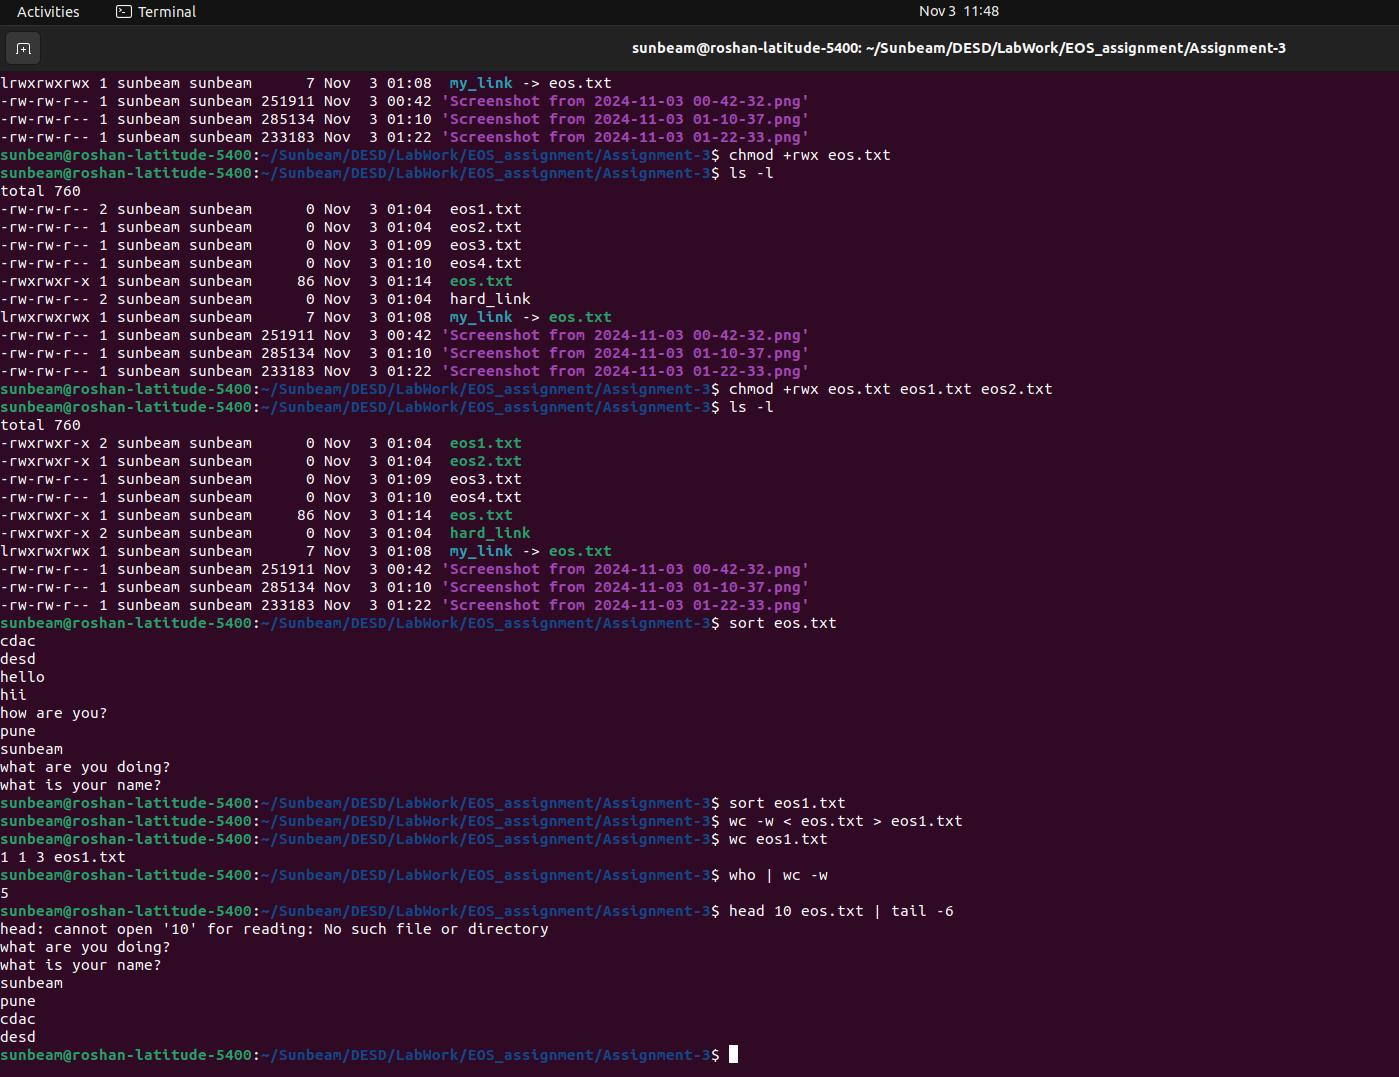 Activities Terminal Nov 3 11:48
sunbeam@roshan-latitude-5400: ~/Sunbeam/DESD/LabWork/EOS_assignment/Assignment-3
lrwxrwxrwx 1 sunbeam sunbeam      7 Nov  3 01:08  my_link -> eos.txt
-rw-rw-r-- 1 sunbeam sunbeam 251911 Nov  3 00:42 'Screenshot from 2024-11-03 00-42-32.png'
-rw-rw-r-- 1 sunbeam sunbeam 285134 Nov  3 01:10 'Screenshot from 2024-11-03 01-10-37.png'
-rw-rw-r-- 1 sunbeam sunbeam 233183 Nov  3 01:22 'Screenshot from 2024-11-03 01-22-33.png'
sunbeam@roshan-latitude-5400:~/Sunbeam/DESD/LabWork/EOS_assignment/Assignment-3$ chmod +rwx eos.txt
sunbeam@roshan-latitude-5400:~/Sunbeam/DESD/LabWork/EOS_assignment/Assignment-3$ ls -l
total 760
-rw-rw-r-- 2 sunbeam sunbeam      0 Nov  3 01:04  eos1.txt
-rw-rw-r-- 1 sunbeam sunbeam      0 Nov  3 01:04  eos2.txt
-rw-rw-r-- 1 sunbeam sunbeam      0 Nov  3 01:09  eos3.txt
-rw-rw-r-- 1 sunbeam sunbeam      0 Nov  3 01:10  eos4.txt
-rwxrwxr-x 1 sunbeam sunbeam     86 Nov  3 01:14  eos.txt
-rw-rw-r-- 2 sunbeam sunbeam      0 Nov  3 01:04  hard_link
lrwxrwxrwx 1 sunbeam sunbeam      7 Nov  3 01:08  my_link -> eos.txt
-rw-rw-r-- 1 sunbeam sunbeam 251911 Nov  3 00:42 'Screenshot from 2024-11-03 00-42-32.png'
-rw-rw-r-- 1 sunbeam sunbeam 285134 Nov  3 01:10 'Screenshot from 2024-11-03 01-10-37.png'
-rw-rw-r-- 1 sunbeam sunbeam 233183 Nov  3 01:22 'Screenshot from 2024-11-03 01-22-33.png'
sunbeam@roshan-latitude-5400:~/Sunbeam/DESD/LabWork/EOS_assignment/Assignment-3$ chmod +rwx eos.txt eos1.txt eos2.txt
sunbeam@roshan-latitude-5400:~/Sunbeam/DESD/LabWork/EOS_assignment/Assignment-3$ ls -l
total 760
-rwxrwxr-x 2 sunbeam sunbeam      0 Nov  3 01:04  eos1.txt
-rwxrwxr-x 1 sunbeam sunbeam      0 Nov  3 01:04  eos2.txt
-rw-rw-r-- 1 sunbeam sunbeam      0 Nov  3 01:09  eos3.txt
-rw-rw-r-- 1 sunbeam sunbeam      0 Nov  3 01:10  eos4.txt
-rwxrwxr-x 1 sunbeam sunbeam     86 Nov  3 01:14  eos.txt
-rwxrwxr-x 2 sunbeam sunbeam      0 Nov  3 01:04  hard_link
lrwxrwxrwx 1 sunbeam sunbeam      7 Nov  3 01:08  my_link -> eos.txt
-rw-rw-r-- 1 sunbeam sunbeam 251911 Nov  3 00:42 'Screenshot from 2024-11-03 00-42-32.png'
-rw-rw-r-- 1 sunbeam sunbeam 285134 Nov  3 01:10 'Screenshot from 2024-11-03 01-10-37.png'
-rw-rw-r-- 1 sunbeam sunbeam 233183 Nov  3 01:22 'Screenshot from 2024-11-03 01-22-33.png'
sunbeam@roshan-latitude-5400:~/Sunbeam/DESD/LabWork/EOS_assignment/Assignment-3$ sort eos.txt
cdac
desd
hello
hii
how are you?
pune
sunbeam
what are you doing?
what is your name?
sunbeam@roshan-latitude-5400:~/Sunbeam/DESD/LabWork/EOS_assignment/Assignment-3$ sort eos1.txt
sunbeam@roshan-latitude-5400:~/Sunbeam/DESD/LabWork/EOS_assignment/Assignment-3$ wc -w < eos.txt > eos1.txt
sunbeam@roshan-latitude-5400:~/Sunbeam/DESD/LabWork/EOS_assignment/Assignment-3$ wc eos1.txt
1 1 3 eos1.txt
sunbeam@roshan-latitude-5400:~/Sunbeam/DESD/LabWork/EOS_assignment/Assignment-3$ who | wc -w
5
sunbeam@roshan-latitude-5400:~/Sunbeam/DESD/LabWork/EOS_assignment/Assignment-3$ head 10 eos.txt | tail -6
head: cannot open '10' for reading: No such file or directory
what are you doing?
what is your name?
sunbeam
pune
cdac
desd
sunbeam@roshan-latitude-5400:~/Sunbeam/DESD/LabWork/EOS_assignment/Assignment-3$